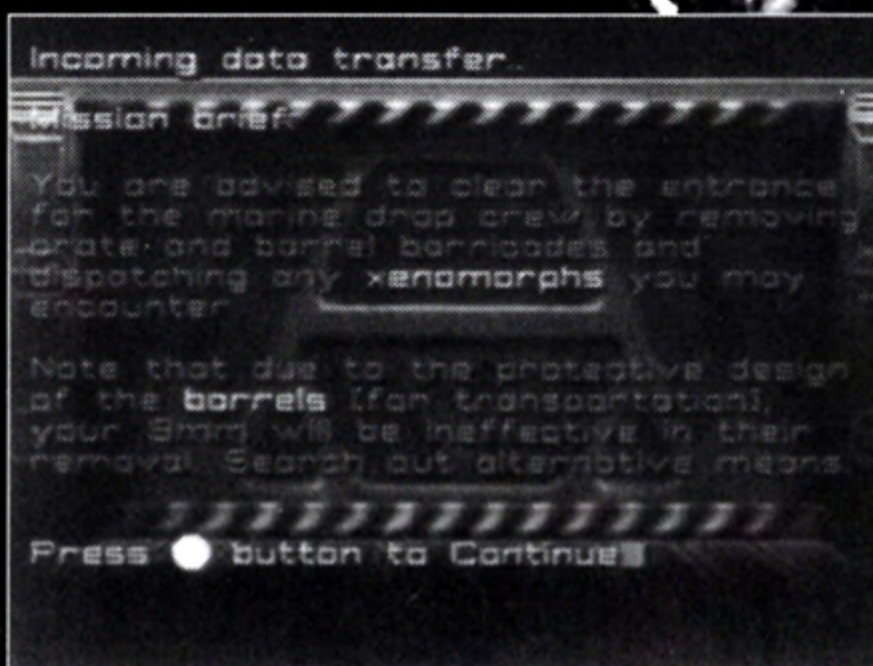 Incoming data transfer..
Mission brief:
You are advised to clear the entrance
for the marine drop crew by removing
crate and barrel barricades and
dispatching any xenomorphs you may
encounter
Note that due to the protective design
of the barrels [for transportation],
your 9mm will be ineffective in their
removal. Search out alternative means
Press button to Continue